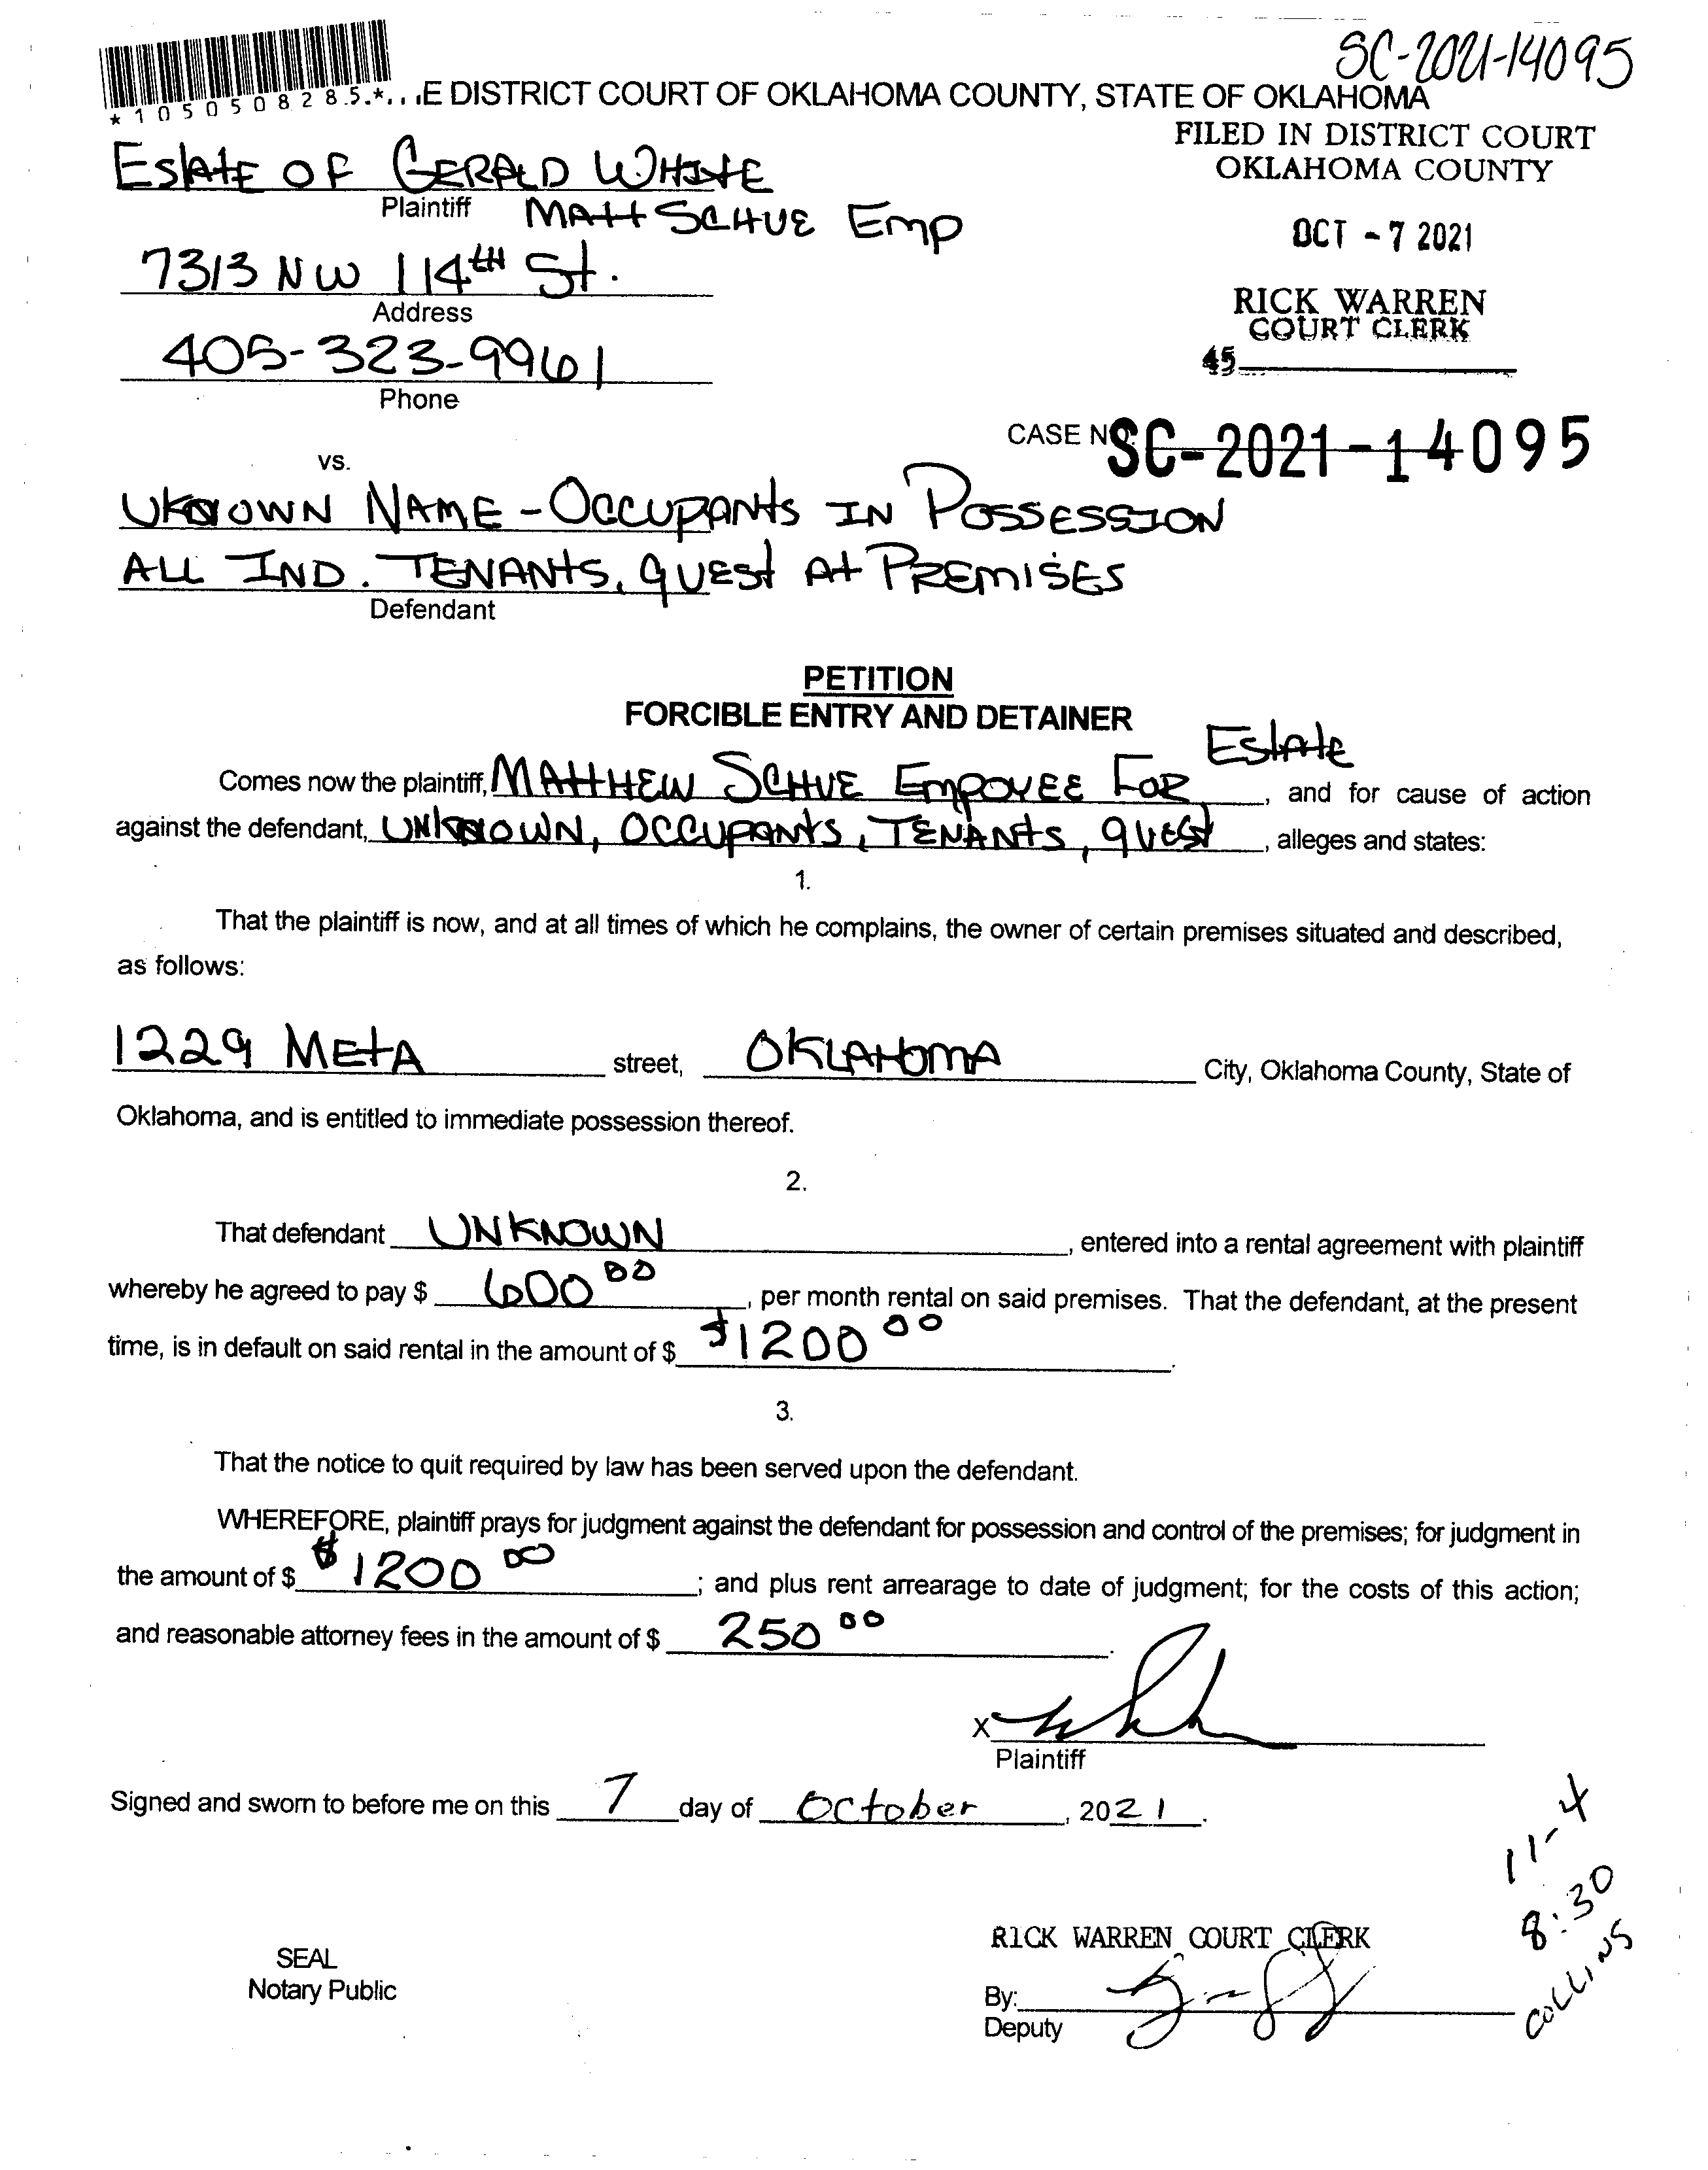 SC-2021-14095
*1050508285.*
E DISTRICT COURT OF OKLAHOMA COUNTY, STATE OF OKLAHOMA
FILED IN DISTRICT COURT
OKLAHOMA COUNTY
Estate of Gerald White
Plaintiff Matt Schue Emp
OCT - 7 2021
7313 NW 114th St.
Address
RICK WARREN
COURT CLERK
405-323-9961
45
Phone
CASE NO. SC-2021-14095
vs.
Uknown Name - Occupants In Possession
All Ind. Tenants, quest At Premises
Defendant
PETITION
FORCIBLE ENTRY AND DETAINER
Estate
Comes now the plaintiff, Matthew Schue Empoyee For, and for cause of action
against the defendant, Unknown, Occupants, Tenants, quest, alleges and states:
1.
That the plaintiff is now, and at all times of which he complains, the owner of certain premises situated and described,
as follows:
1229 Meta street, Oklahoma City, Oklahoma County, State of
Oklahoma, and is entitled to immediate possession thereof.
2.
That defendant Unknown, entered into a rental agreement with plaintiff
whereby he agreed to pay $ 600 00, per month rental on said premises. That the defendant, at the present
time, is in default on said rental in the amount of $ $1200 00.
3.
That the notice to quit required by law has been served upon the defendant.
WHEREFORE, plaintiff prays for judgment against the defendant for possession and control of the premises; for judgment in
the amount of $ $1200 00; and plus rent arrearage to date of judgment; for the costs of this action;
and reasonable attorney fees in the amount of $ 250 00.
X
Plaintiff
Signed and sworn to before me on this 7 day of October, 2021.
11-4
8:30
Collins
RICK WARREN COURT CLERK
SEAL
Notary Public
By:
Deputy